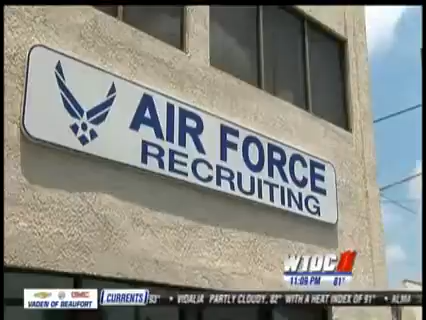 AIR FORCE
RECRUITING
WTOC 11
11:09 PM 81°
VADEN OF BEAUFORT
GMC
CURRENTS
• VIDALIA PARTLY CLOUDY, 82° WITH A HEAT INDEX OF 91° • ALMA